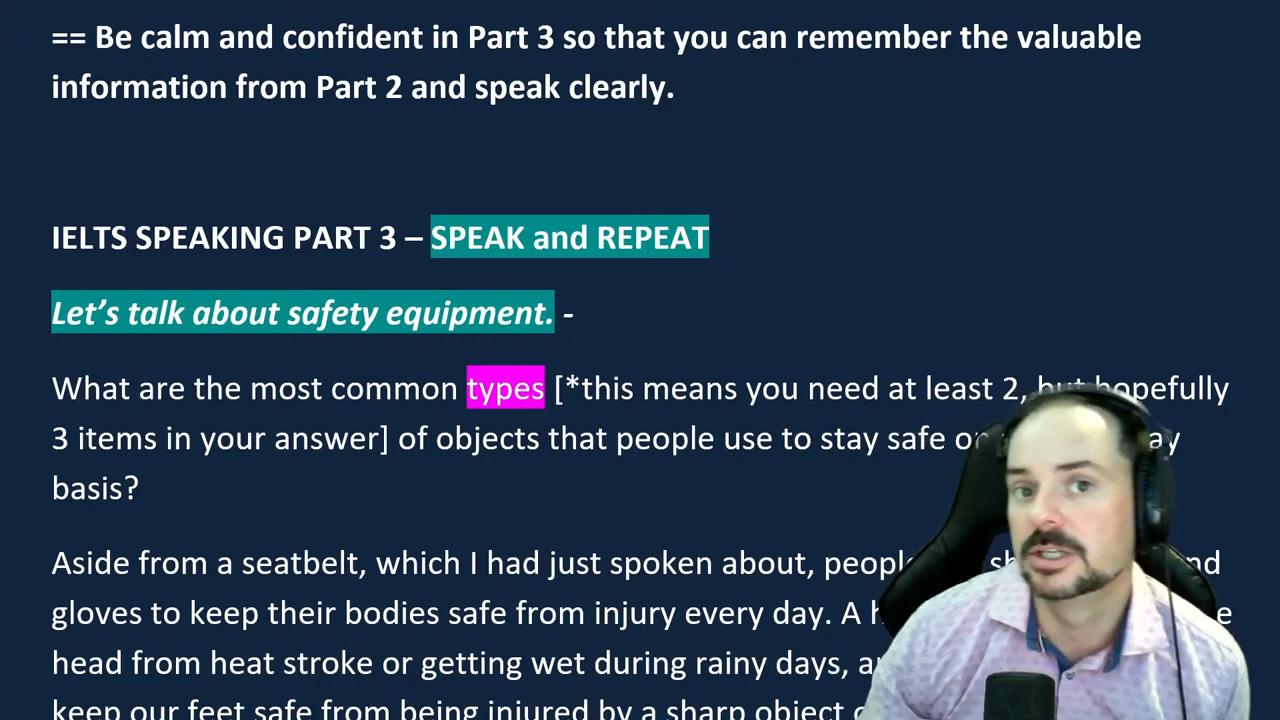 == Be calm and confident in Part 3 so that you can remember the valuable
information from Part 2 and speak clearly.
IELTS SPEAKING PART 3 – SPEAK and REPEAT
Let's talk about safety equipment. -
What are the most common types [*this means you need at least 2, but hopefully
3 items in your answer] of objects that people use to stay safe
basis?
Aside from a seatbelt, which I had just spoken about,
gloves to keep their bodies safe from injury every day. A
head from heat stroke or getting wet during rainy days,
keep our feet safe from being injured by a sharp object